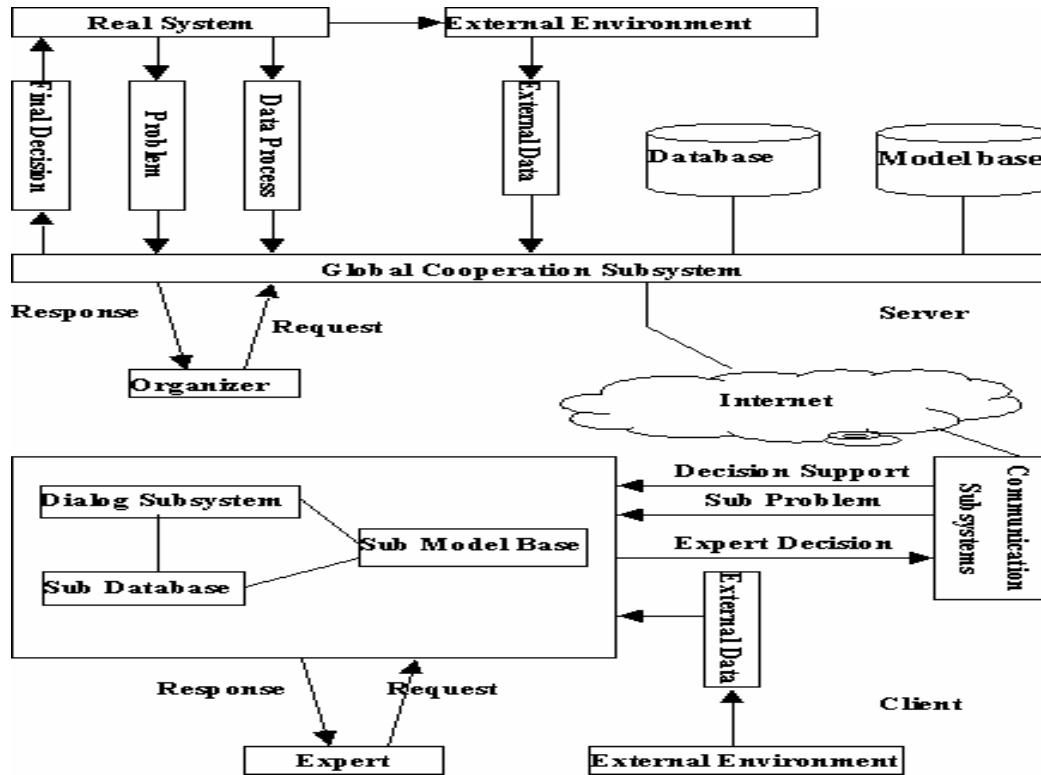 Real System
External Environment
Final Decision
Problem
Data Process
External Data
Database
Modelbase
Global Cooperation Subsystem
Response
Request
Server
Organizer
Internet
Decision Support
Sub Problem
Expert Decision
Communication
Subsystems
Dialog Subsystem
Sub Model Base
Sub Database
External Data
Response
Request
Client
Expert
External Environment